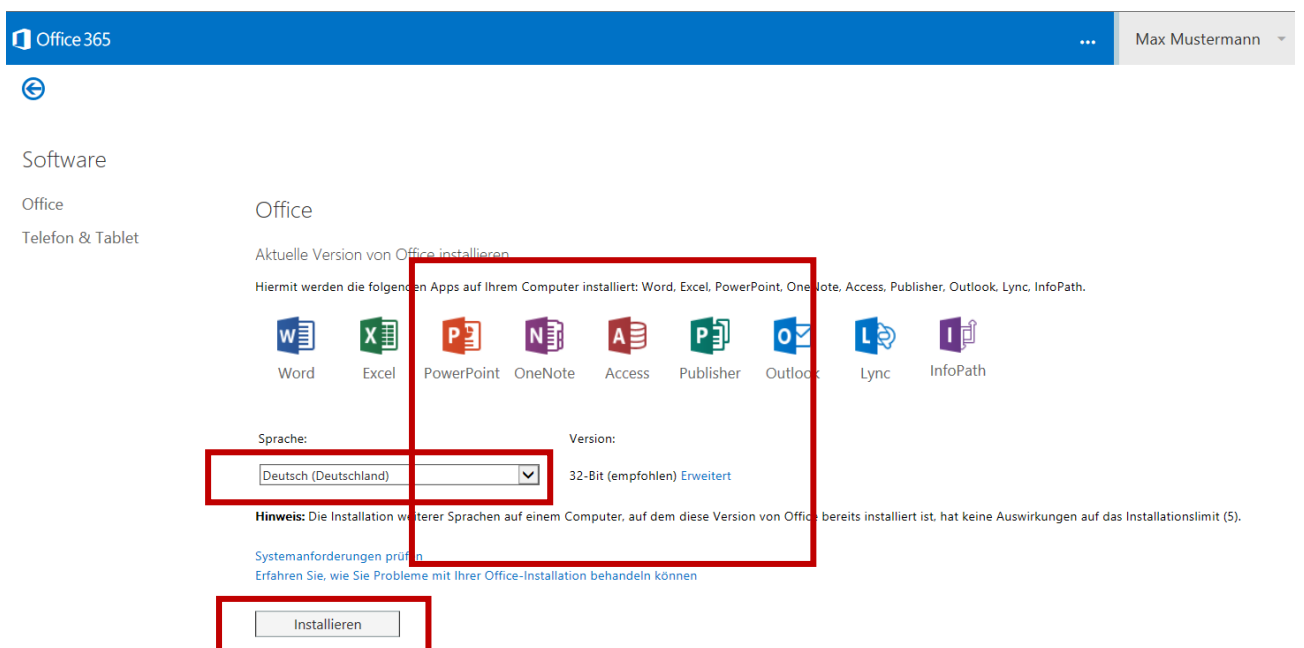 Office 365
... Max Mustermann
Software
Office
Telefon & Tablet
Office
Aktuelle Version von Office installieren
Hiermit werden die folgenden Apps auf Ihrem Computer installiert: Word, Excel, PowerPoint, OneNote, Access, Publisher, Outlook, Lync, InfoPath.
Word Excel PowerPoint OneNote Access Publisher Outlook Lync InfoPath
Sprache: Version:
Deutsch (Deutschland) 32-Bit (empfohlen) Erweitert
Hinweis: Die Installation weiterer Sprachen auf einem Computer, auf dem diese Version von Office bereits installiert ist, hat keine Auswirkungen auf das Installationslimit (5).
Systemanforderungen prüfen
Erfahren Sie, wie Sie Probleme mit Ihrer Office-Installation behandeln können
Installieren